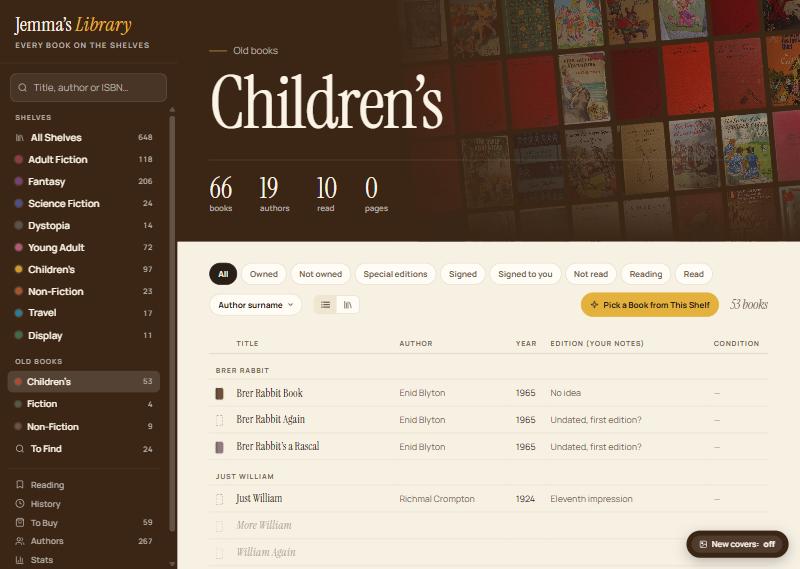 Jemma's Library
EVERY BOOK ON THE SHELVES
Title, author or ISBN...
SHELVES
All Shelves 648
Adult Fiction 118
Fantasy 206
Science Fiction 24
Dystopia 14
Young Adult 72
Children's 97
Non-Fiction 23
Travel 17
Display 11
OLD BOOKS
Children's 53
Fiction 4
Non-Fiction 9
To Find 24
Reading
History
To Buy 59
Authors 267
Stats
Old books
Children's
66 19 10 0
books authors read pages
All Owned Not owned Special editions Signed Signed to you Not read Reading Read
Author surname Pick a Book from This Shelf 53 books
TITLE AUTHOR YEAR EDITION (YOUR NOTES) CONDITION
BRER RABBIT
Brer Rabbit Book Enid Blyton 1965 No idea –
Brer Rabbit Again Enid Blyton 1965 Undated, first edition? –
Brer Rabbit's a Rascal Enid Blyton 1965 Undated, first edition? –
JUST WILLIAM
Just William Richmal Crompton 1924 Eleventh impression –
More William
William Again
New covers: off